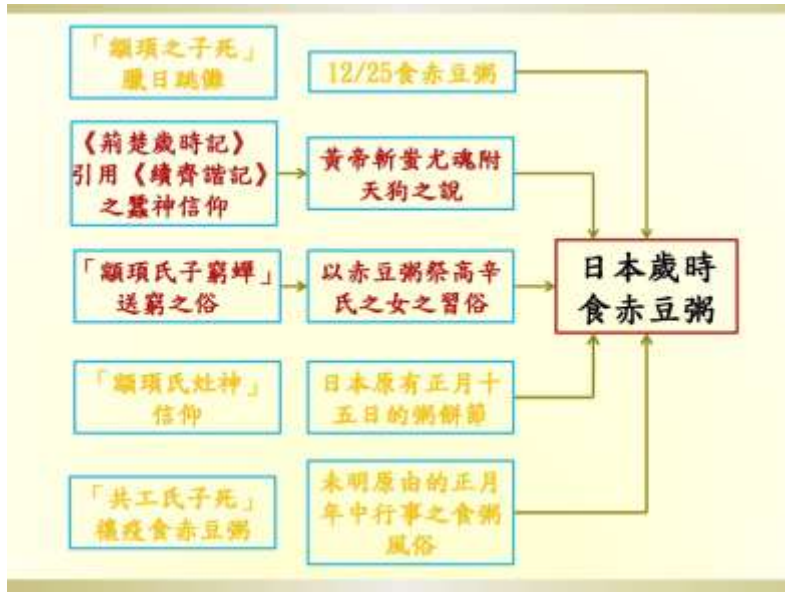 「顓頊之子死」
臘日跳儺
12/25食赤豆粥
《荊楚歲時記》
引用《續齊諧記》
之蠶神信仰
黃帝斬蚩尤魂附
天狗之說
「顓頊氏子窮蟬」
送窮之俗
以赤豆粥祭高辛
氏之女之習俗
日本歲時
食赤豆粥
「顓頊氏灶神」
信仰
日本原有正月十
五日的粥餅節
「共工氏子死」
禳疫食赤豆粥
未明原由的正月
年中行事之食粥
風俗